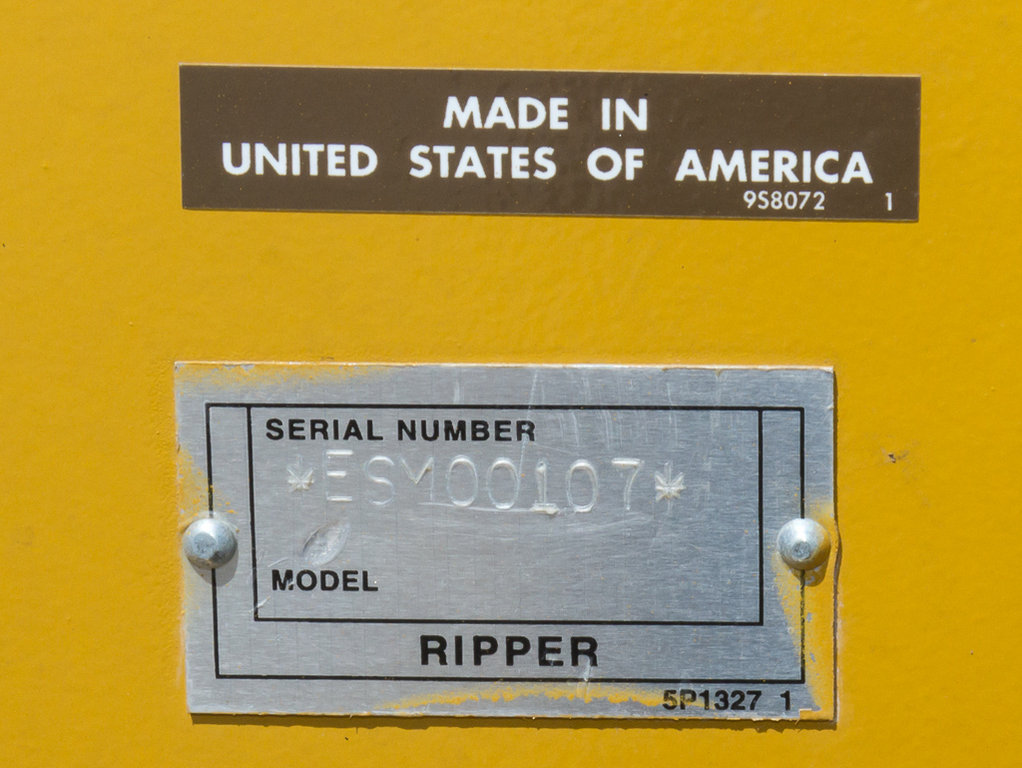 MADE IN
UNITED STATES OF AMERICA
9S8072 1
SERIAL NUMBER
*ESM00107*
MODEL
RIPPER
5P1327 1